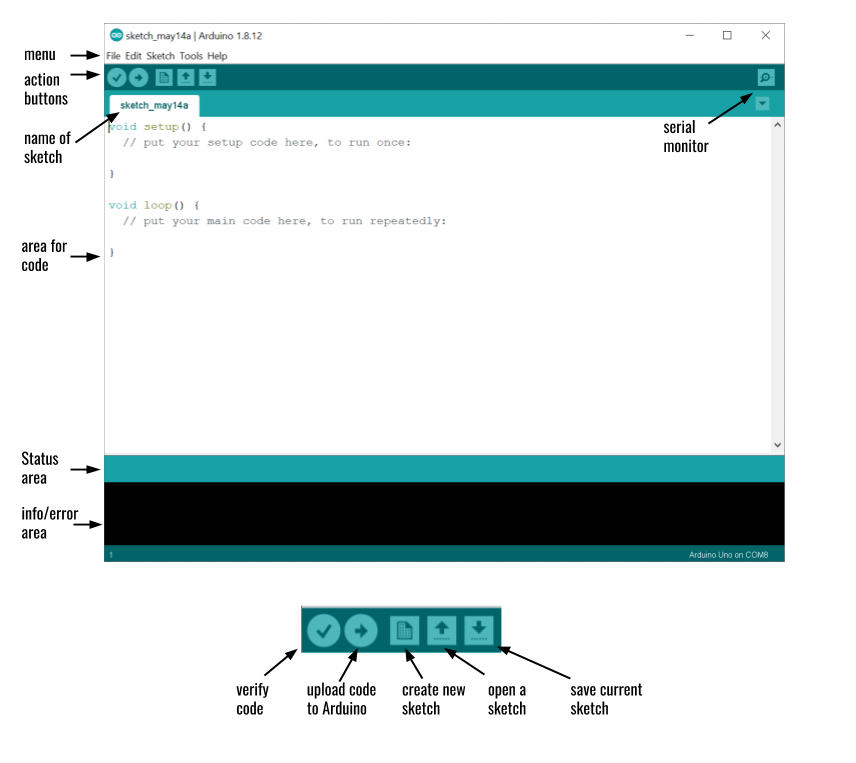 sketch_may14a | Arduino 1.8.12
menu
File Edit Sketch Tools Help
action
buttons
sketch_may14a
name of
sketch
serial
monitor
void setup() {
// put your setup code here, to run once:
}
void loop() {
// put your main code here, to run repeatedly:
}
area for
code
Status
area
info/error
area
1
Arduino Uno on COM8
verify
code
upload code
to Arduino
create new
sketch
open a
sketch
save current
sketch